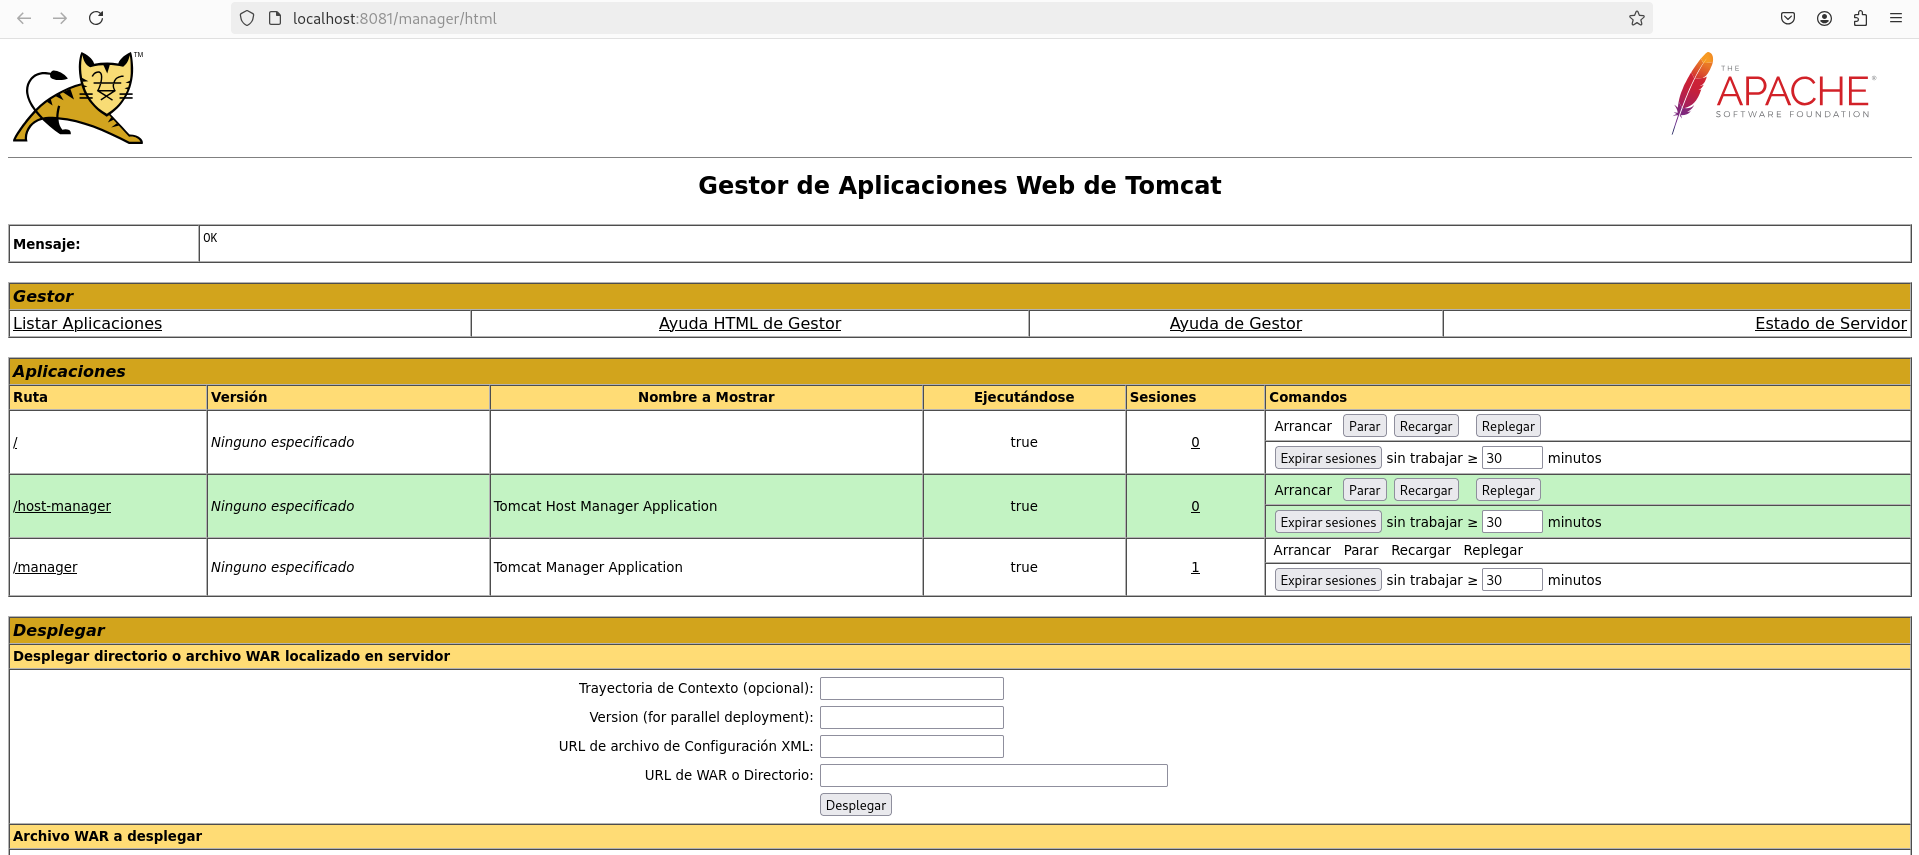 localhost:8081/manager/html
TM
THE
APACHE®
SOFTWARE FOUNDATION
Gestor de Aplicaciones Web de Tomcat
Mensaje: OK
Gestor
Listar Aplicaciones Ayuda HTML de Gestor Ayuda de Gestor Estado de Servidor
Aplicaciones
Ruta Versión Nombre a Mostrar Ejecutándose Sesiones Comandos
/ Ninguno especificado true 0 Arrancar Parar Recargar Replegar
Expirar sesiones sin trabajar ≥ 30 minutos
/host-manager Ninguno especificado Tomcat Host Manager Application true 0 Arrancar Parar Recargar Replegar
Expirar sesiones sin trabajar ≥ 30 minutos
/manager Ninguno especificado Tomcat Manager Application true 1 Arrancar Parar Recargar Replegar
Expirar sesiones sin trabajar ≥ 30 minutos
Desplegar
Desplegar directorio o archivo WAR localizado en servidor
Trayectoria de Contexto (opcional):
Version (for parallel deployment):
URL de archivo de Configuración XML:
URL de WAR o Directorio:
Desplegar
Archivo WAR a desplegar